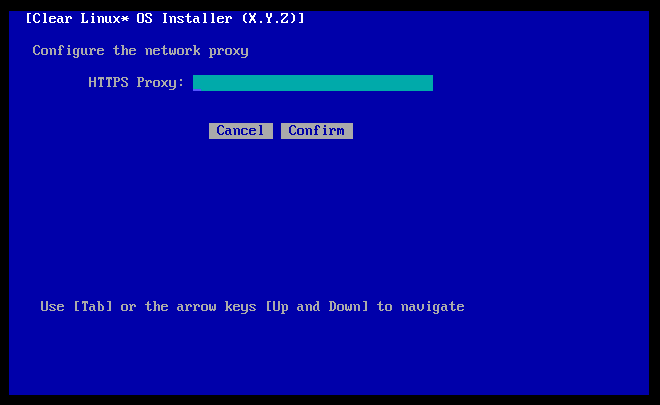 [Clear Linux* OS Installer (X.Y.Z)]
Configure the network proxy
HTTPS Proxy:
Cancel Confirm
Use [Tab] or the arrow keys [Up and Down] to navigate